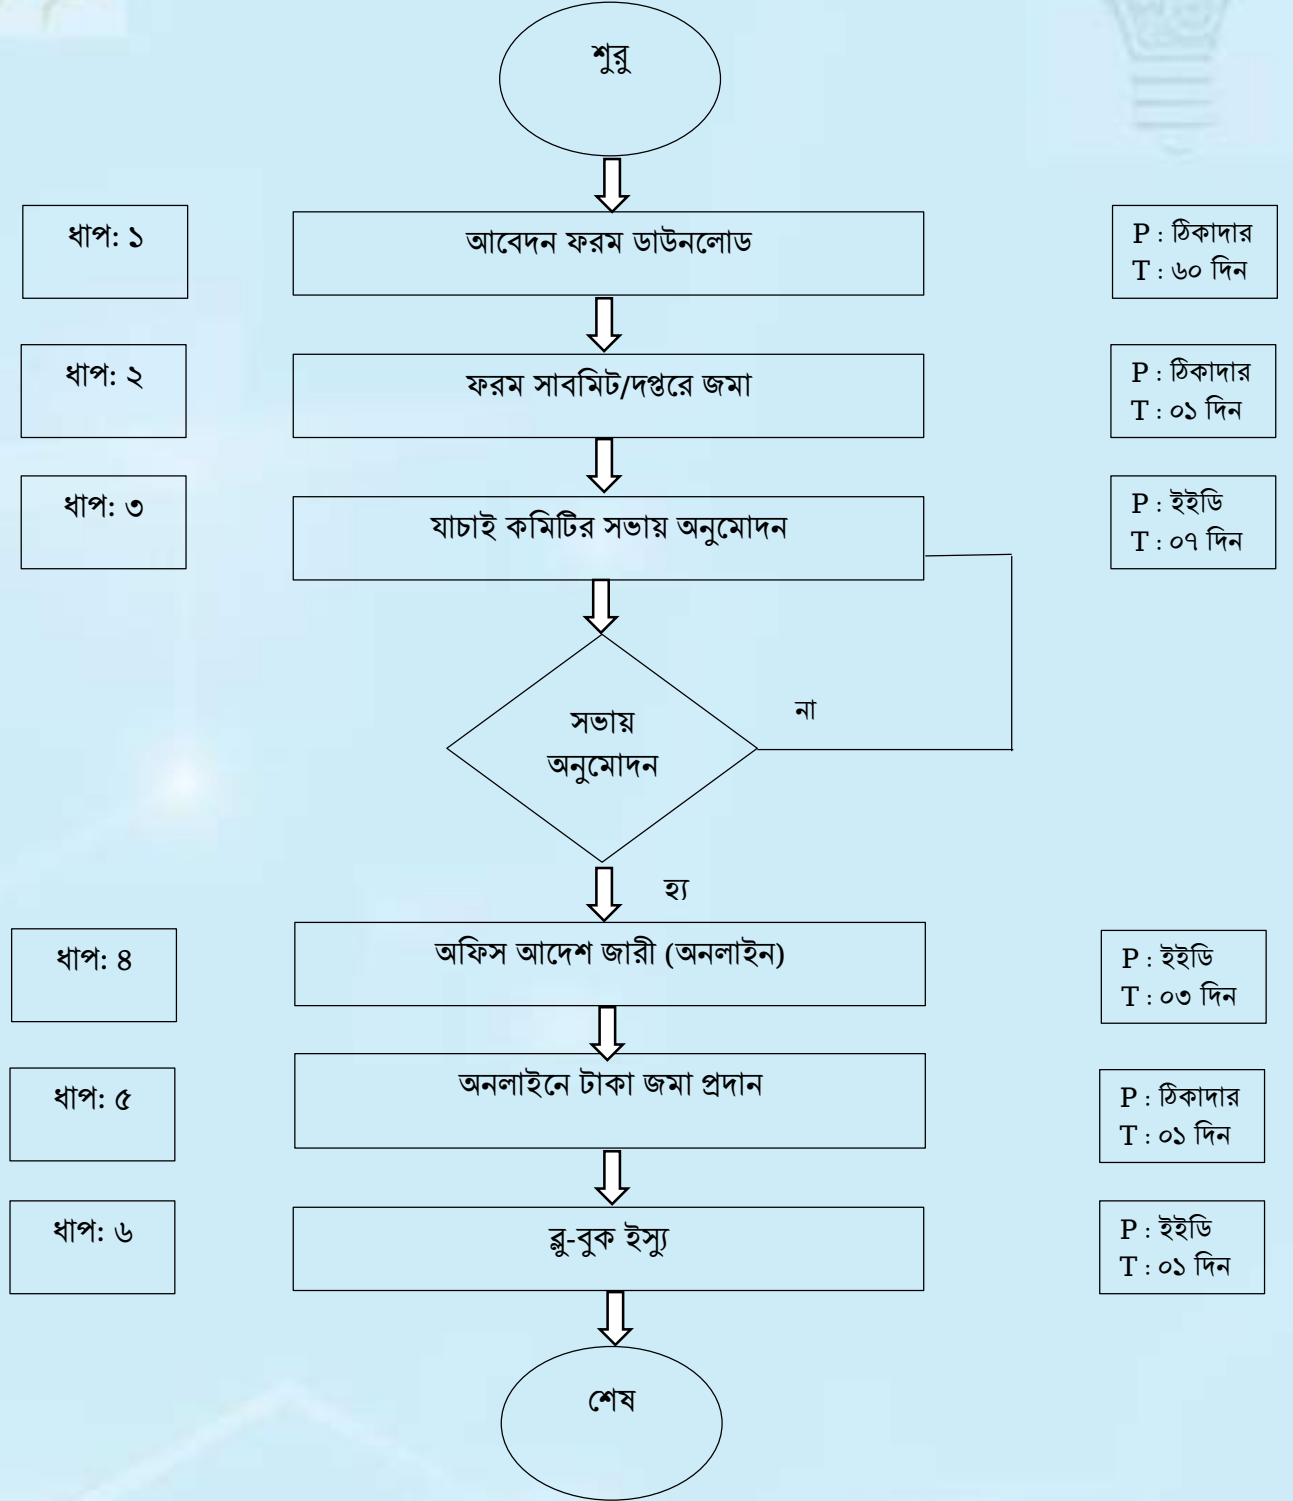 শুরু
ধাপ: ১
আবেদন ফরম ডাউনলোড
P : ঠিকাদার
T : ৬০ দিন
ধাপ: ২
ফরম সাবমিট/দপ্তরে জমা
P : ঠিকাদার
T : ০১ দিন
ধাপ: ৩
যাচাই কমিটির সভায় অনুমোদন
P : ইইডি
T : ০৭ দিন
সভায়
অনুমোদন
না
হ্য
ধাপ: ৪
অফিস আদেশ জারী (অনলাইন)
P : ইইডি
T : ০৩ দিন
ধাপ: ৫
অনলাইনে টাকা জমা প্রদান
P : ঠিকাদার
T : ০১ দিন
ধাপ: ৬
ব্লু-বুক ইস্যু
P : ইইডি
T : ০১ দিন
শেষ